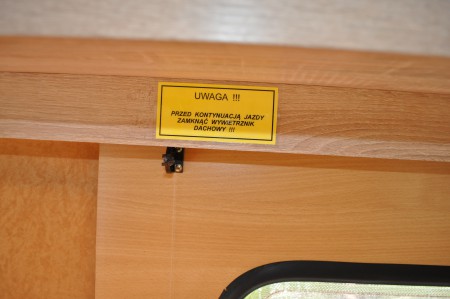 UWAGA !!!
PRZED KONTYNUACJĄ JAZDY
ZAMKNĄĆ WYWIETRZNIK
DACHOWY !!!